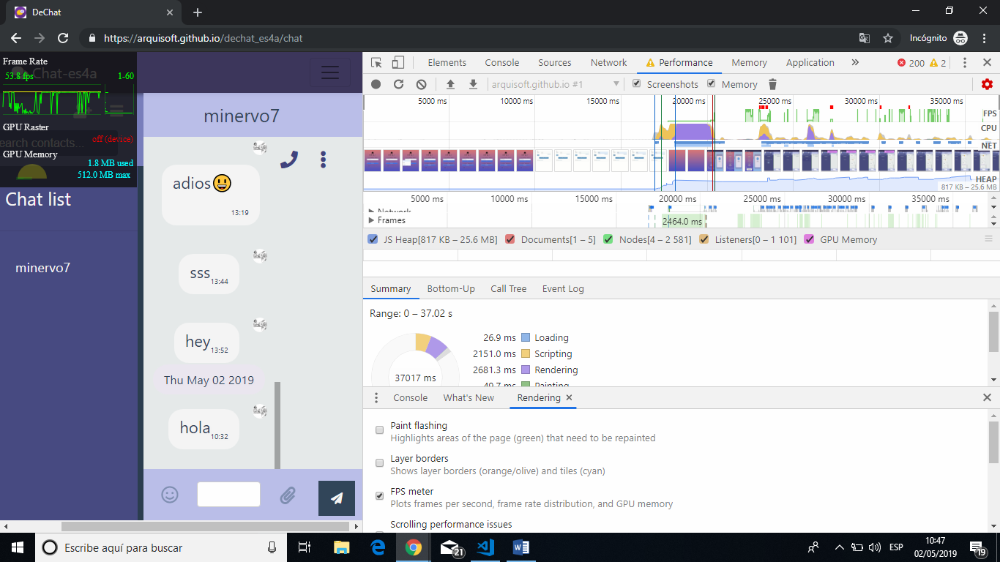 DeChat
https://arquisoft.github.io/dechat_es4a/chat
Incógnito
Frame Rate
53.8 fps 1-60
Chat-es4a
GPU Raster
off (device)
earch contacts...
GPU Memory
1.8 MB used
512.0 MB max
Chat list
minervo7
minervo7
adios😃
13:19
sss
13:44
hey
13:52
Thu May 02 2019
hola
10:32
Elements Console Sources Network Performance Memory Application » 200 2
arquisoft.github.io #1 Screenshots Memory
5000 ms 10000 ms 15000 ms 20000 ms 25000 ms 30000 ms 35000 ms
FPS
CPU
NET
HEAP
817 KB – 25.6 MB
5000 ms 10000 ms 15000 ms 20000 ms 25000 ms 30000 ms 35000 ms
Network
Frames 2464.0 ms
JS Heap[817 KB – 25.6 MB] Documents[1 – 5] Nodes[4 – 2 581] Listeners[0 – 1 101] GPU Memory
Summary Bottom-Up Call Tree Event Log
Range: 0 – 37.02 s
37017 ms
26.9 ms Loading
2151.0 ms Scripting
2681.3 ms Rendering
49.7 ms Painting
Console What's New Rendering
Paint flashing
Highlights areas of the page (green) that need to be repainted
Layer borders
Shows layer borders (orange/olive) and tiles (cyan)
FPS meter
Plots frames per second, frame rate distribution, and GPU memory
Scrolling performance issues
Escribe aquí para buscar
21
ESP
10:47
02/05/2019
19